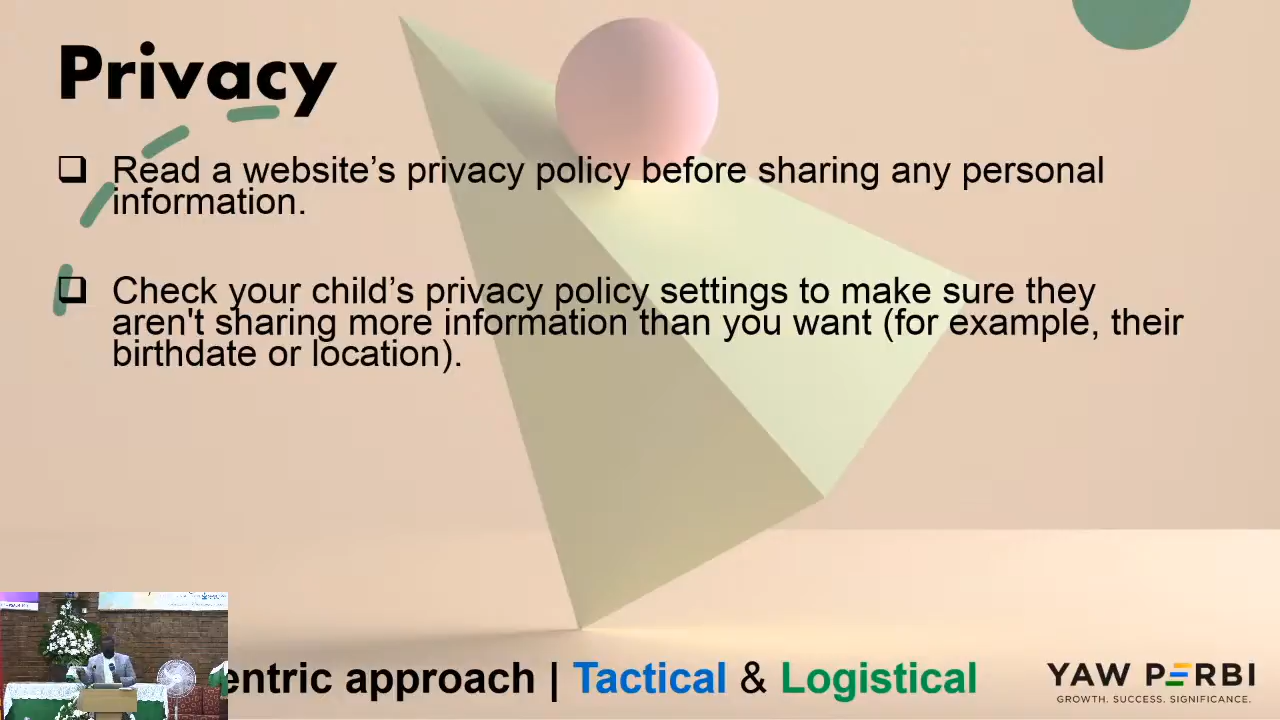 Privacy
❑ Read a website’s privacy policy before sharing any personal
information.
❑ Check your child’s privacy policy settings to make sure they
aren't sharing more information than you want (for example, their
birthdate or location).
entric approach | Tactical & Logistical
YAW PERBI
GROWTH. SUCCESS. SIGNIFICANCE.